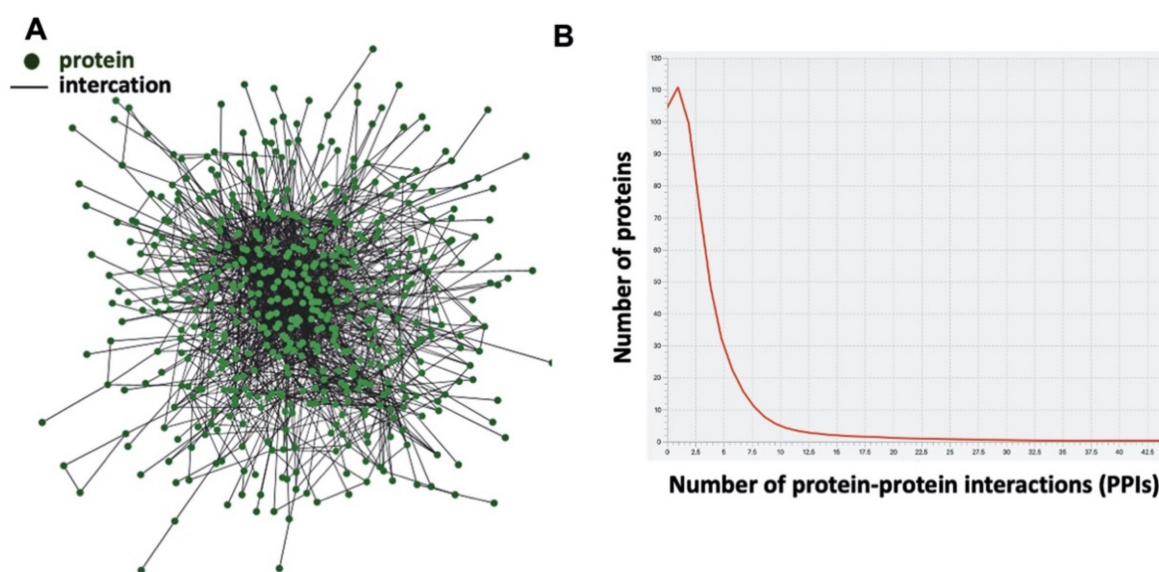 A
protein
intercation
B
120
110
100
90
80
70
60
50
40
30
20
10
0
0 2.5 5 7.5 10 12.5 15 17.5 20 22.5 25 27.5 30 32.5 35 37.5 40 42.5
Number of proteins
Number of protein-protein interactions (PPIs)